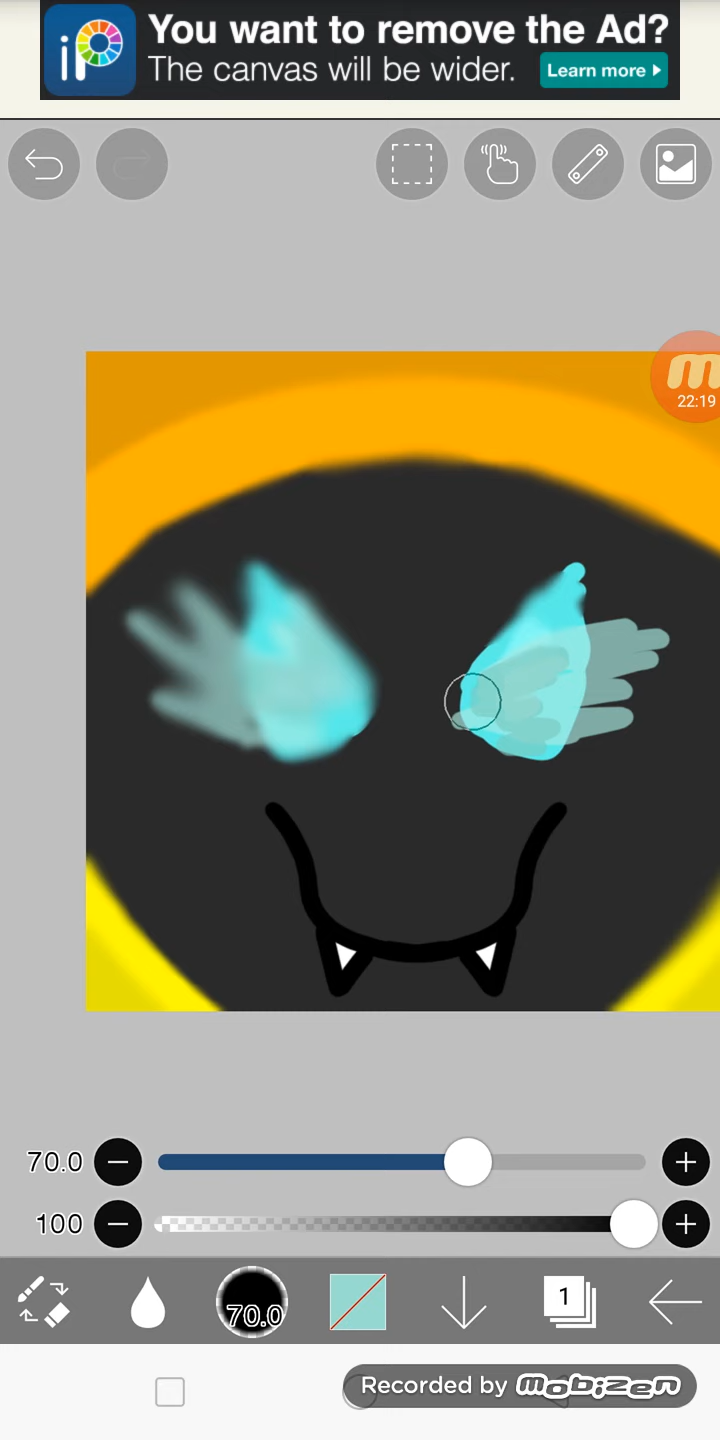 iP
You want to remove the Ad?
The canvas will be wider.
Learn more
m
22:19
70.0
100
70.0
1
Recorded by mobizen